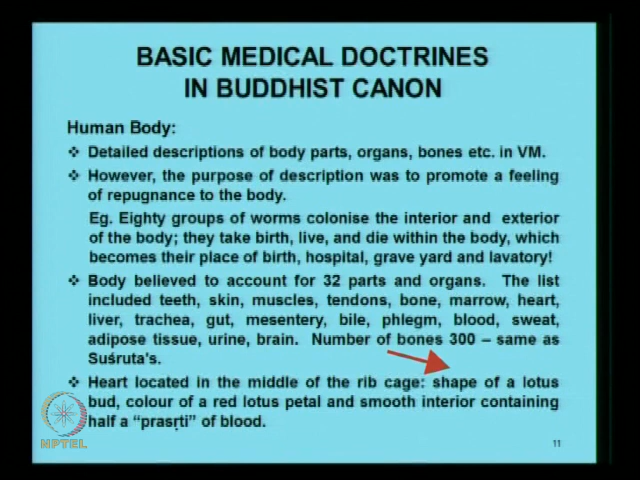 BASIC MEDICAL DOCTRINES
IN BUDDHIST CANON
Human Body:
❖ Detailed descriptions of body parts, organs, bones etc. in VM.
❖ However, the purpose of description was to promote a feeling
of repugnance to the body.
Eg. Eighty groups of worms colonise the interior and exterior
of the body; they take birth, live, and die within the body, which
becomes their place of birth, hospital, grave yard and lavatory!
❖ Body believed to account for 32 parts and organs. The list
included teeth, skin, muscles, tendons, bone, marrow, heart,
liver, trachea, gut, mesentery, bile, phlegm, blood, sweat,
adipose tissue, urine, brain. Number of bones 300 – same as
Suśruta's.
❖ Heart located in the middle of the rib cage: shape of a lotus
bud, colour of a red lotus petal and smooth interior containing
half a “prasṛti” of blood.
NPTEL
11